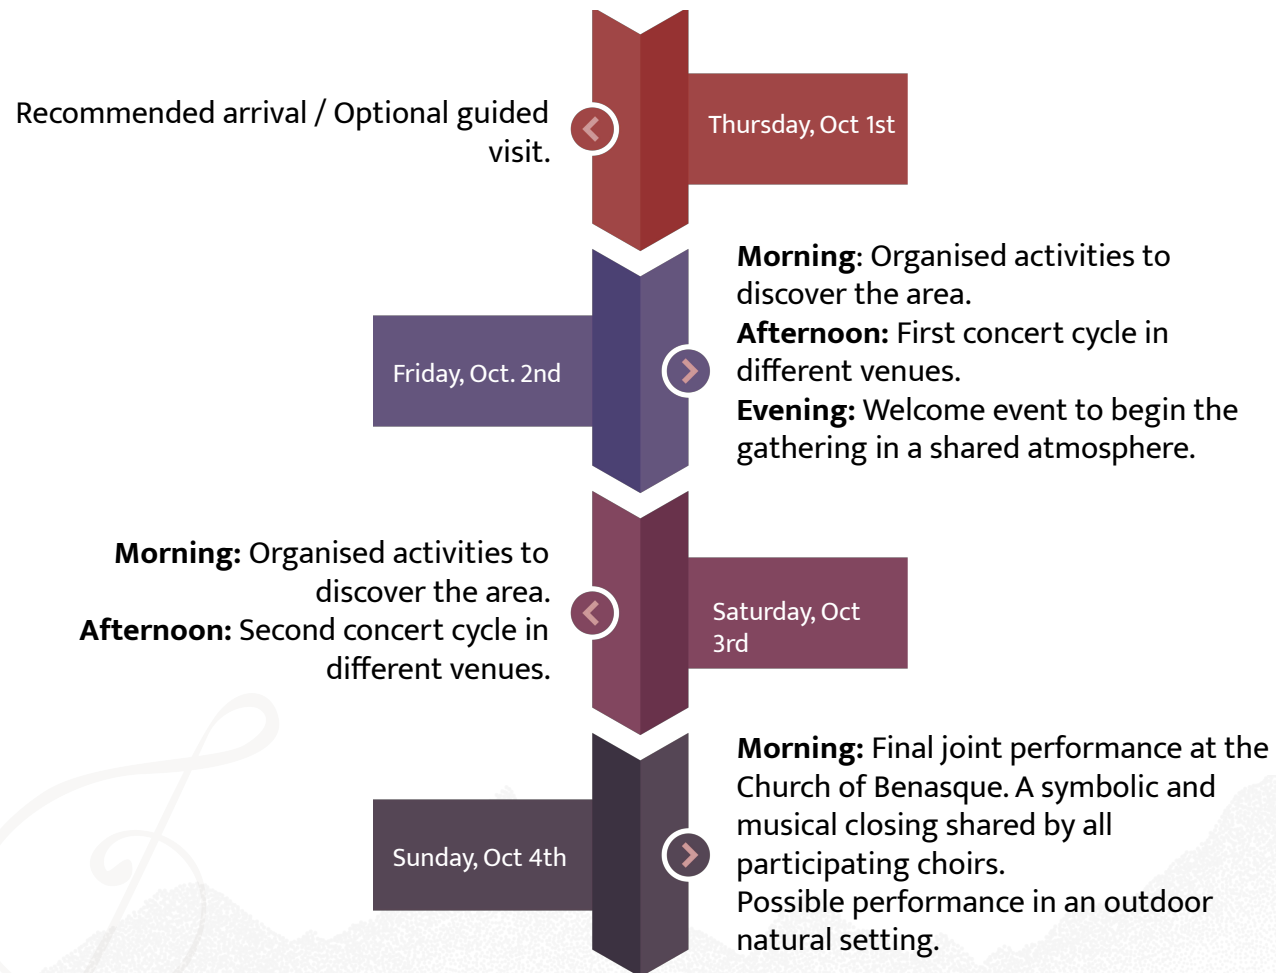 Recommended arrival / Optional guided
visit.
Thursday, Oct 1st
Friday, Oct. 2nd
Morning: Organised activities to
discover the area.
Afternoon: First concert cycle in
different venues.
Evening: Welcome event to begin the
gathering in a shared atmosphere.
Morning: Organised activities to
discover the area.
Afternoon: Second concert cycle in
different venues.
Saturday, Oct
3rd
Sunday, Oct 4th
Morning: Final joint performance at the
Church of Benasque. A symbolic and
musical closing shared by all
participating choirs.
Possible performance in an outdoor
natural setting.